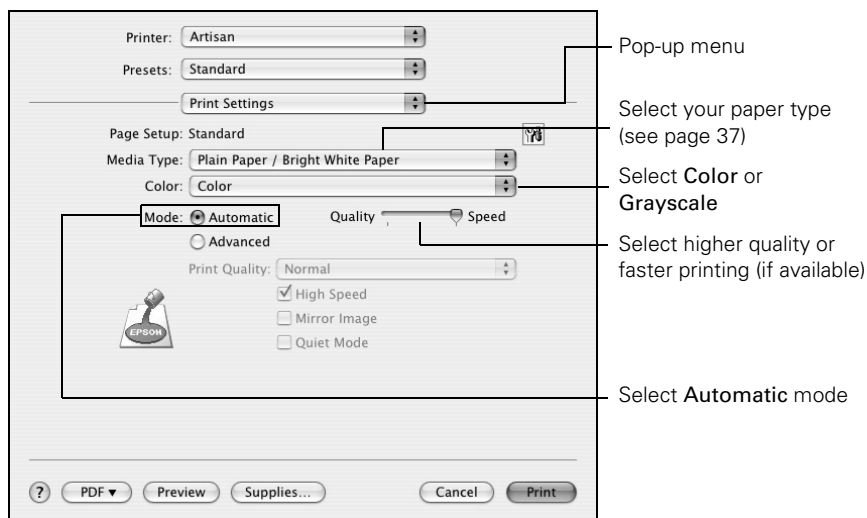 Printer: Artisan
Pop-up menu
Presets: Standard
Print Settings
Select your paper type
(see page 37)
Page Setup: Standard
Media Type: Plain Paper / Bright White Paper
Color: Color
Select Color or
Grayscale
Mode: Automatic Quality Speed
Advanced
Select higher quality or
faster printing (if available)
Print Quality: Normal
High Speed
Mirror Image
Quiet Mode
EPSON
Select Automatic mode
? PDF Preview Supplies... Cancel Print